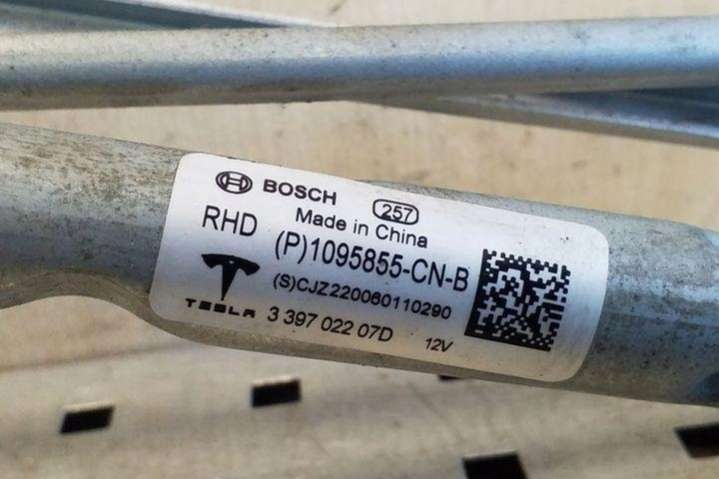 BOSCH 257
Made in China
RHD (P)1095855-CN-B
(S)CJZ220060110290
TESLA 3 397 022 07D 12V